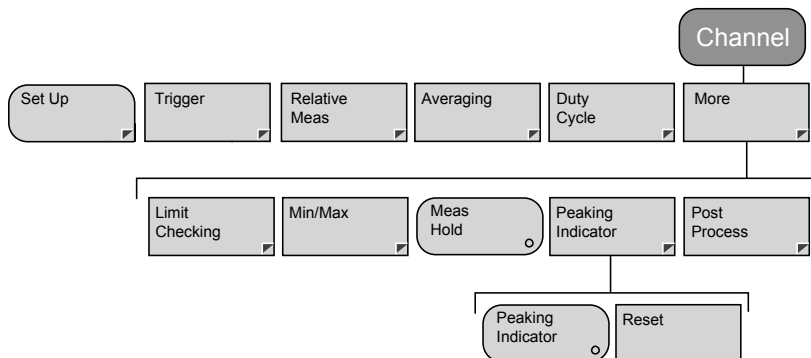 Channel
Set Up
Trigger
Relative
Meas
Averaging
Duty
Cycle
More
Limit
Checking
Min/Max
Meas
Hold
Peaking
Indicator
Post
Process
Peaking
Indicator
Reset